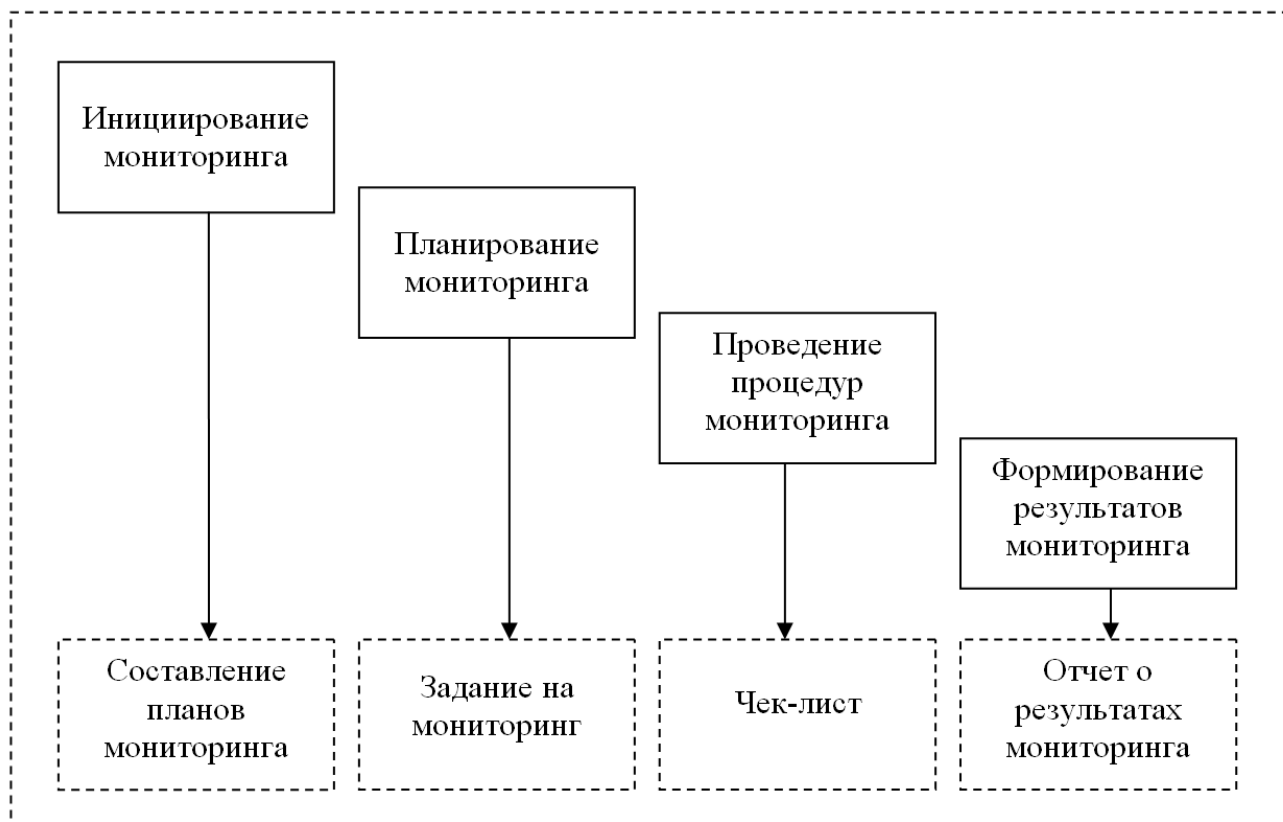 Инициирование
мониторинга
Планирование
мониторинга
Проведение
процедур
мониторинга
Формирование
результатов
мониторинга
Составление
планов
мониторинга
Задание на
мониторинг
Чек-лист
Отчет о
результатах
мониторинга